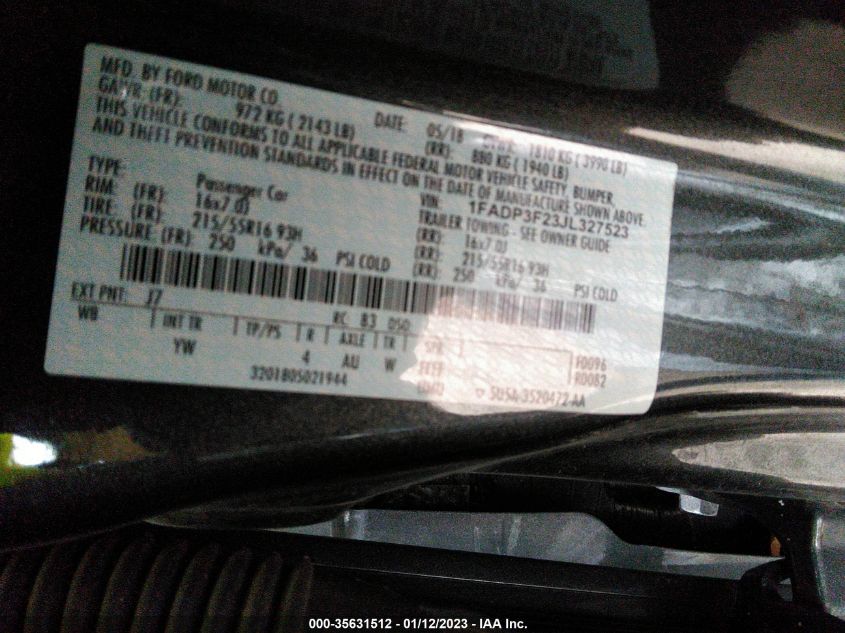 MFD. BY FORD MOTOR CO.
DATE: 05/18 GVWR: 1810 KG ( 3990 LB)
GAWR: (FR): 972 KG ( 2143 LB) (RR): 880 KG ( 1940 LB)
THIS VEHICLE CONFORMS TO ALL APPLICABLE FEDERAL MOTOR VEHICLE SAFETY, BUMPER,
AND THEFT PREVENTION STANDARDS IN EFFECT ON THE DATE OF MANUFACTURE SHOWN ABOVE.
VIN: 1FADP3F23JL327523
TYPE: Passenger Car TRAILER TOWING - SEE OWNER GUIDE
RIM: (FR): 16x7.0J (RR): 16x7.0J
TIRE: (FR): 215/55R16 93H (RR): 215/55R16 93H
PRESSURE: (FR): 250 kPa/ 36 PSI COLD (RR): 250 kPa/ 36 PSI COLD
EXT PNT: J7 RC: 83 DSO:
WB INT TR TP/PS R AXLE TR SPR
YW 4 AU W
F0096
R0082
3201805021944
5U5A-3520472-AA
000-35631512 - 01/12/2023 - IAA Inc.